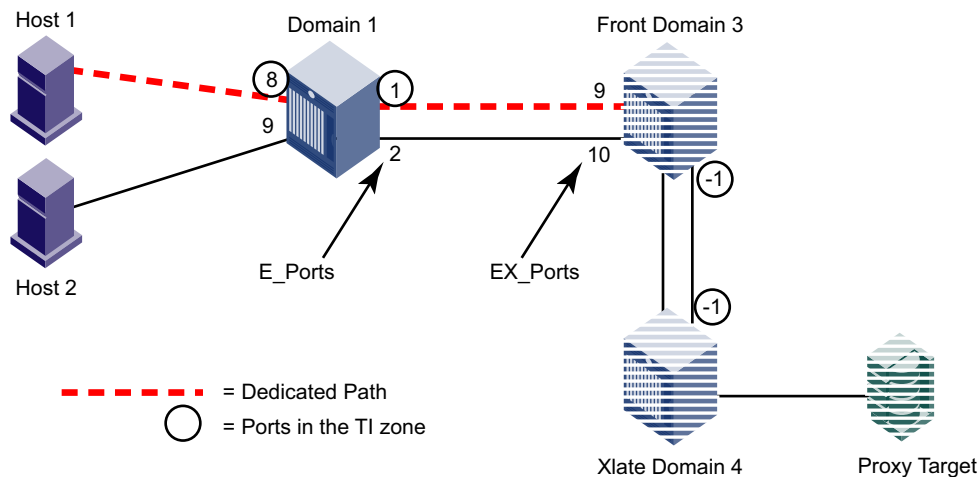 Host 1
Domain 1
Front Domain 3
8
1
9
9
2
10
-1
Host 2
E_Ports
EX_Ports
-1
= Dedicated Path
= Ports in the TI zone
Xlate Domain 4
Proxy Target